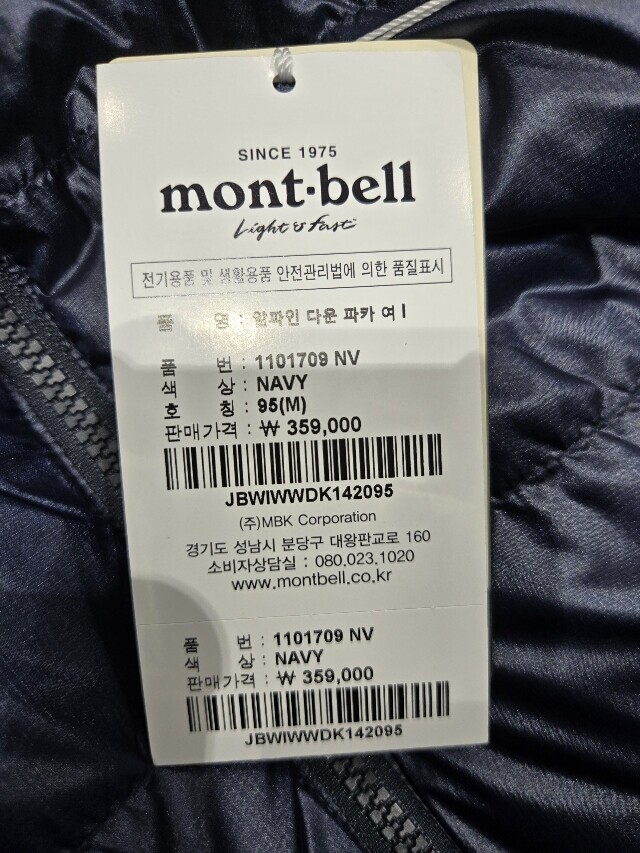 SINCE 1975
mont·bell
Light & Fast
전기용품 및 생활용품 안전관리법에 의한 품질표시
품 명 : 알파인 다운 파카 여 I
품 번 : 1101709 NV
색 상 : NAVY
호 칭 : 95(M)
판매가격 : ₩ 359,000
JBWIWWDK142095
(주)MBK Corporation
경기도 성남시 분당구 대왕판교로 160
소비자상담실 : 080.023.1020
www.montbell.co.kr
품 번 : 1101709 NV
색 상 : NAVY
판매가격 : ₩ 359,000
JBWIWWDK142095